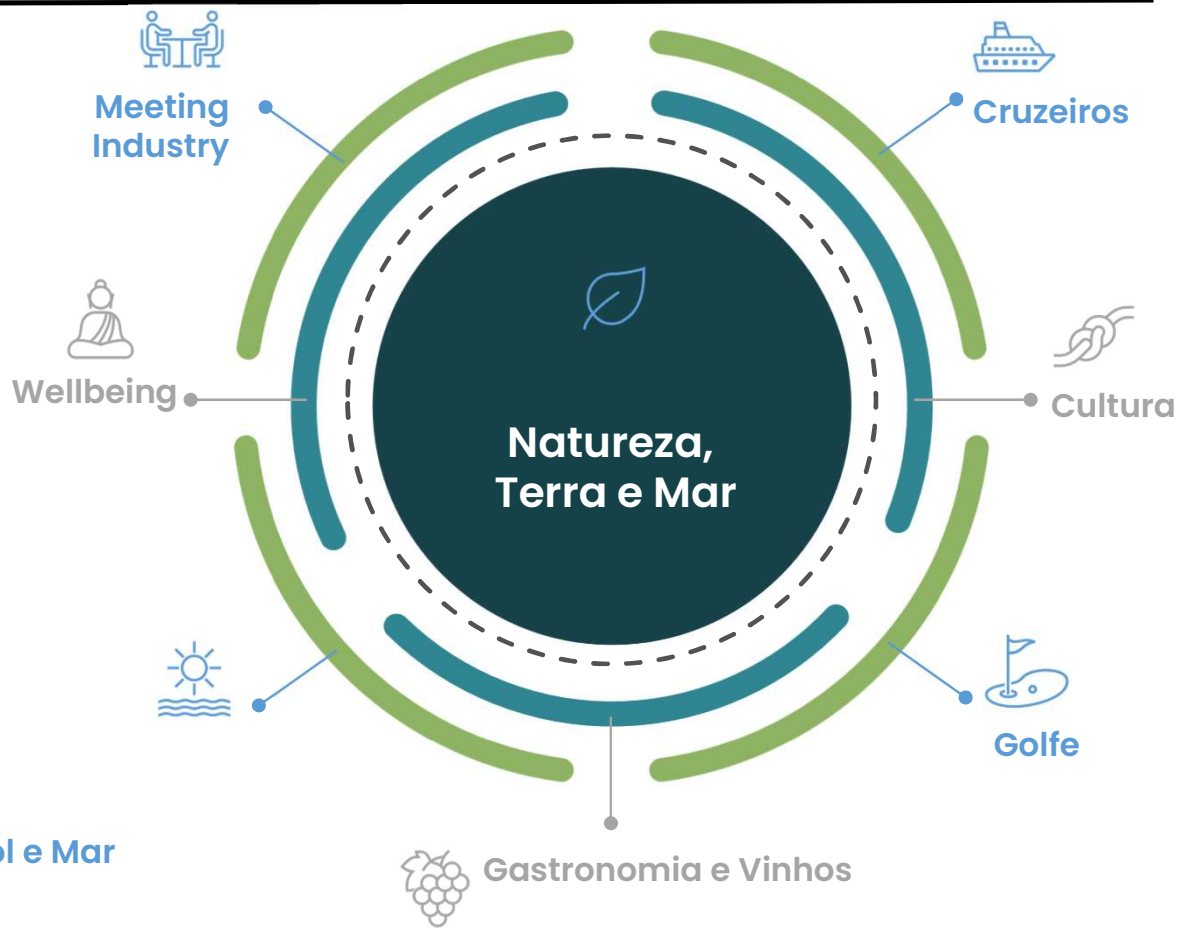 Meeting
Industry
Cruzeiros
Wellbeing
Cultura
Natureza,
Terra e Mar
Golfe
l e Mar
Gastronomia e Vinhos